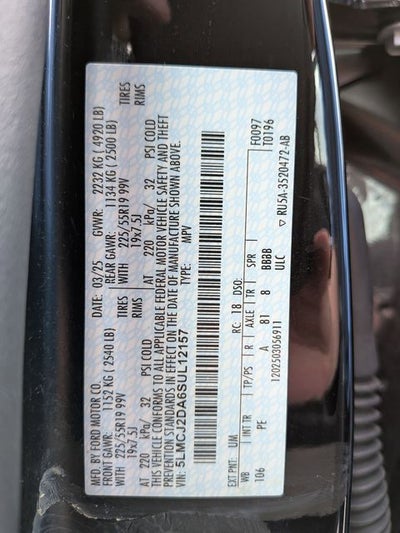 MFD. BY FORD MOTOR CO.
DATE: 03/25 GVWR: 2232 KG ( 4920 LB)
FRONT GAWR: 1152 KG ( 2540 LB) REAR GAWR: 1134 KG ( 2500 LB)
WITH 225/55R19 99V TIRES WITH 225/55R19 99V TIRES
19x7.5J RIMS 19x7.5J RIMS
AT 220 kPa/ 32 PSI COLD AT 220 kPa/ 32 PSI COLD
THIS VEHICLE CONFORMS TO ALL APPLICABLE FEDERAL MOTOR VEHICLE SAFETY AND THEFT
PREVENTION STANDARDS IN EFFECT ON THE DATE OF MANUFACTURE SHOWN ABOVE.
VIN: 5LMCJ2DA6SUL12157 TYPE: MPV
F0097
T0196
EXT PNT: UM RC: 18 DSO:
WB INT TR TP/PS R AXLE TR SPR
106 PE A 81 8 BBBB
ULC
1202503056911
▽ RU5A-3520472-AB